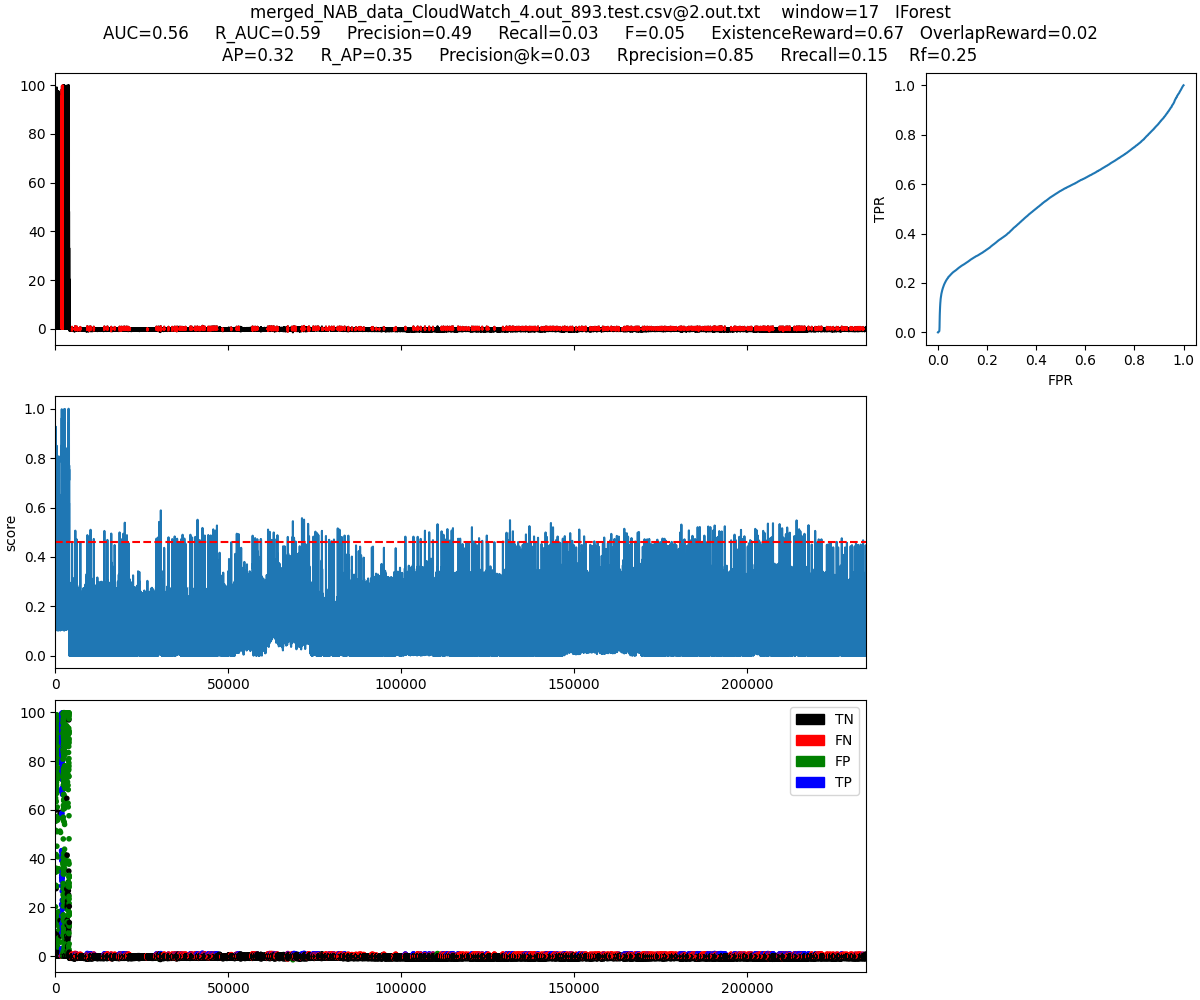 merged_NAB_data_CloudWatch_4.out_893.test.csv@2.out.txt    window=17   IForest
AUC=0.56     R_AUC=0.59     Precision=0.49     Recall=0.03     F=0.05     ExistenceReward=0.67   OverlapReward=0.02
AP=0.32     R_AP=0.35     Precision@k=0.03     Rprecision=0.85     Rrecall=0.15     Rf=0.25
100
80
60
40
20
0
1.0
0.8
0.6
0.4
0.2
0.0
TPR
0.0 0.2 0.4 0.6 0.8 1.0
FPR
1.0
0.8
0.6
0.4
0.2
0.0
score
0 50000 100000 150000 200000
100
80
60
40
20
0
TN
FN
FP
TP
0 50000 100000 150000 200000